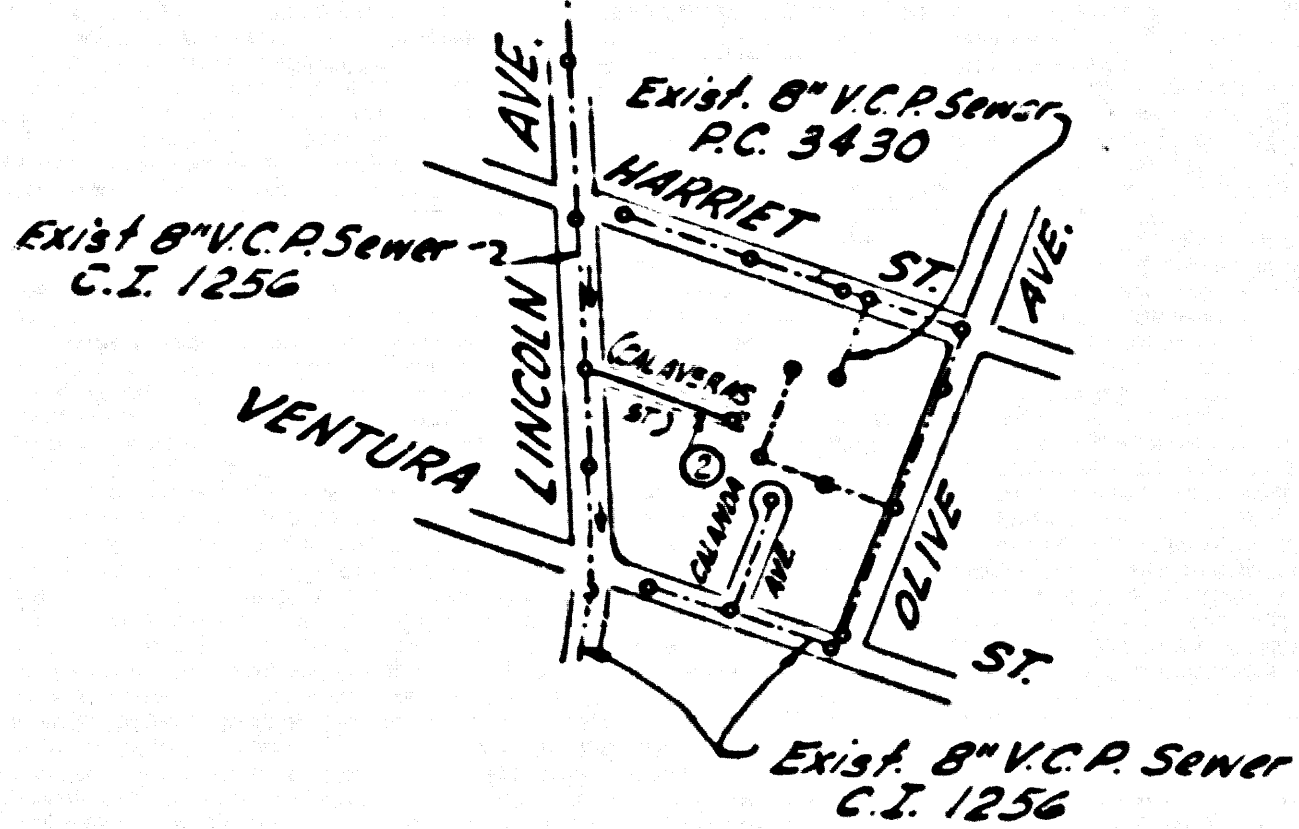 AVE.
Exist. 8" V.C.P. Sewer
P.C. 3430
HARRIET
ST.
AVE.
Exist 8" V.C.P. Sewer
C.I. 1256
LINCOLN
(CALAVERAS
ST)
VENTURA
2
CALANDA
AVE
OLIVE
ST.
Exist. 8" V.C.P. Sewer
C.I. 1256